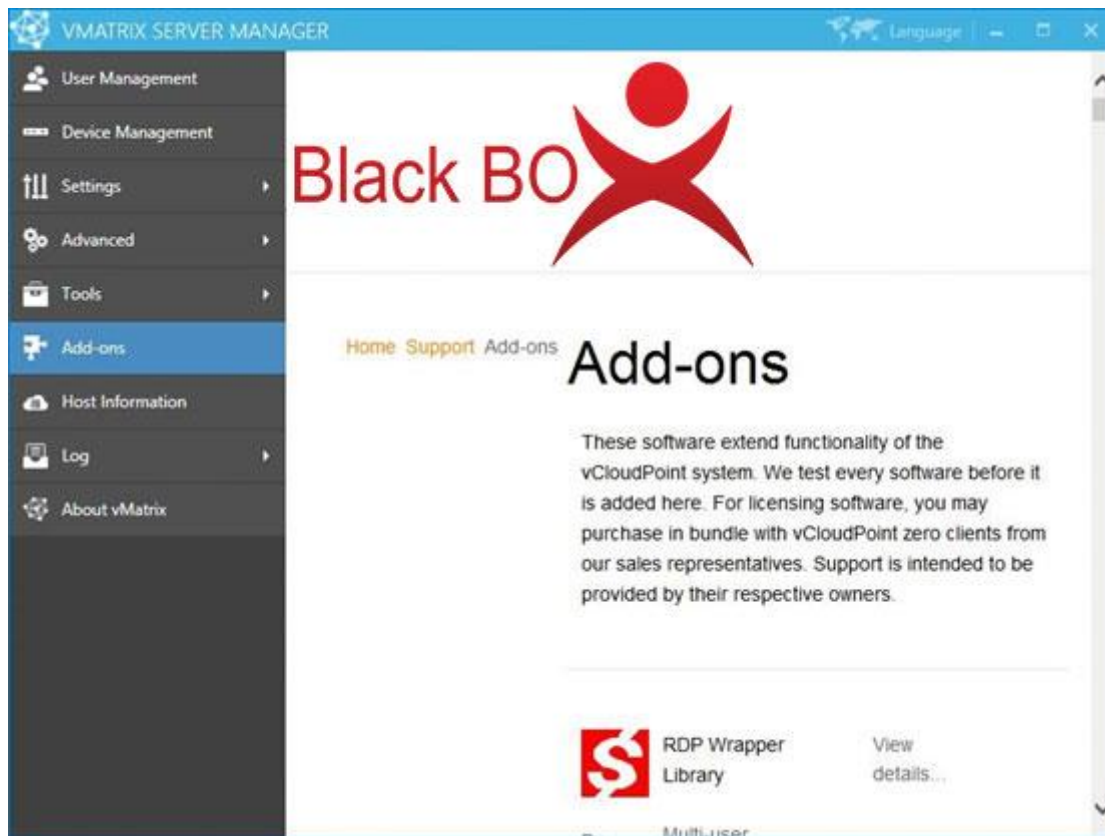 VMATRIX SERVER MANAGER
Language
User Management
Device Management
Settings
Advanced
Tools
Add-ons
Host Information
Log
About vMatrix
Black BOX
Home Support Add-ons
Add-ons
These software extend functionality of the
vCloudPoint system. We test every software before it
is added here. For licensing software, you may
purchase in bundle with vCloudPoint zero clients from
our sales representatives. Support is intended to be
provided by their respective owners.
RDP Wrapper
Library
View
details...
Multi-user